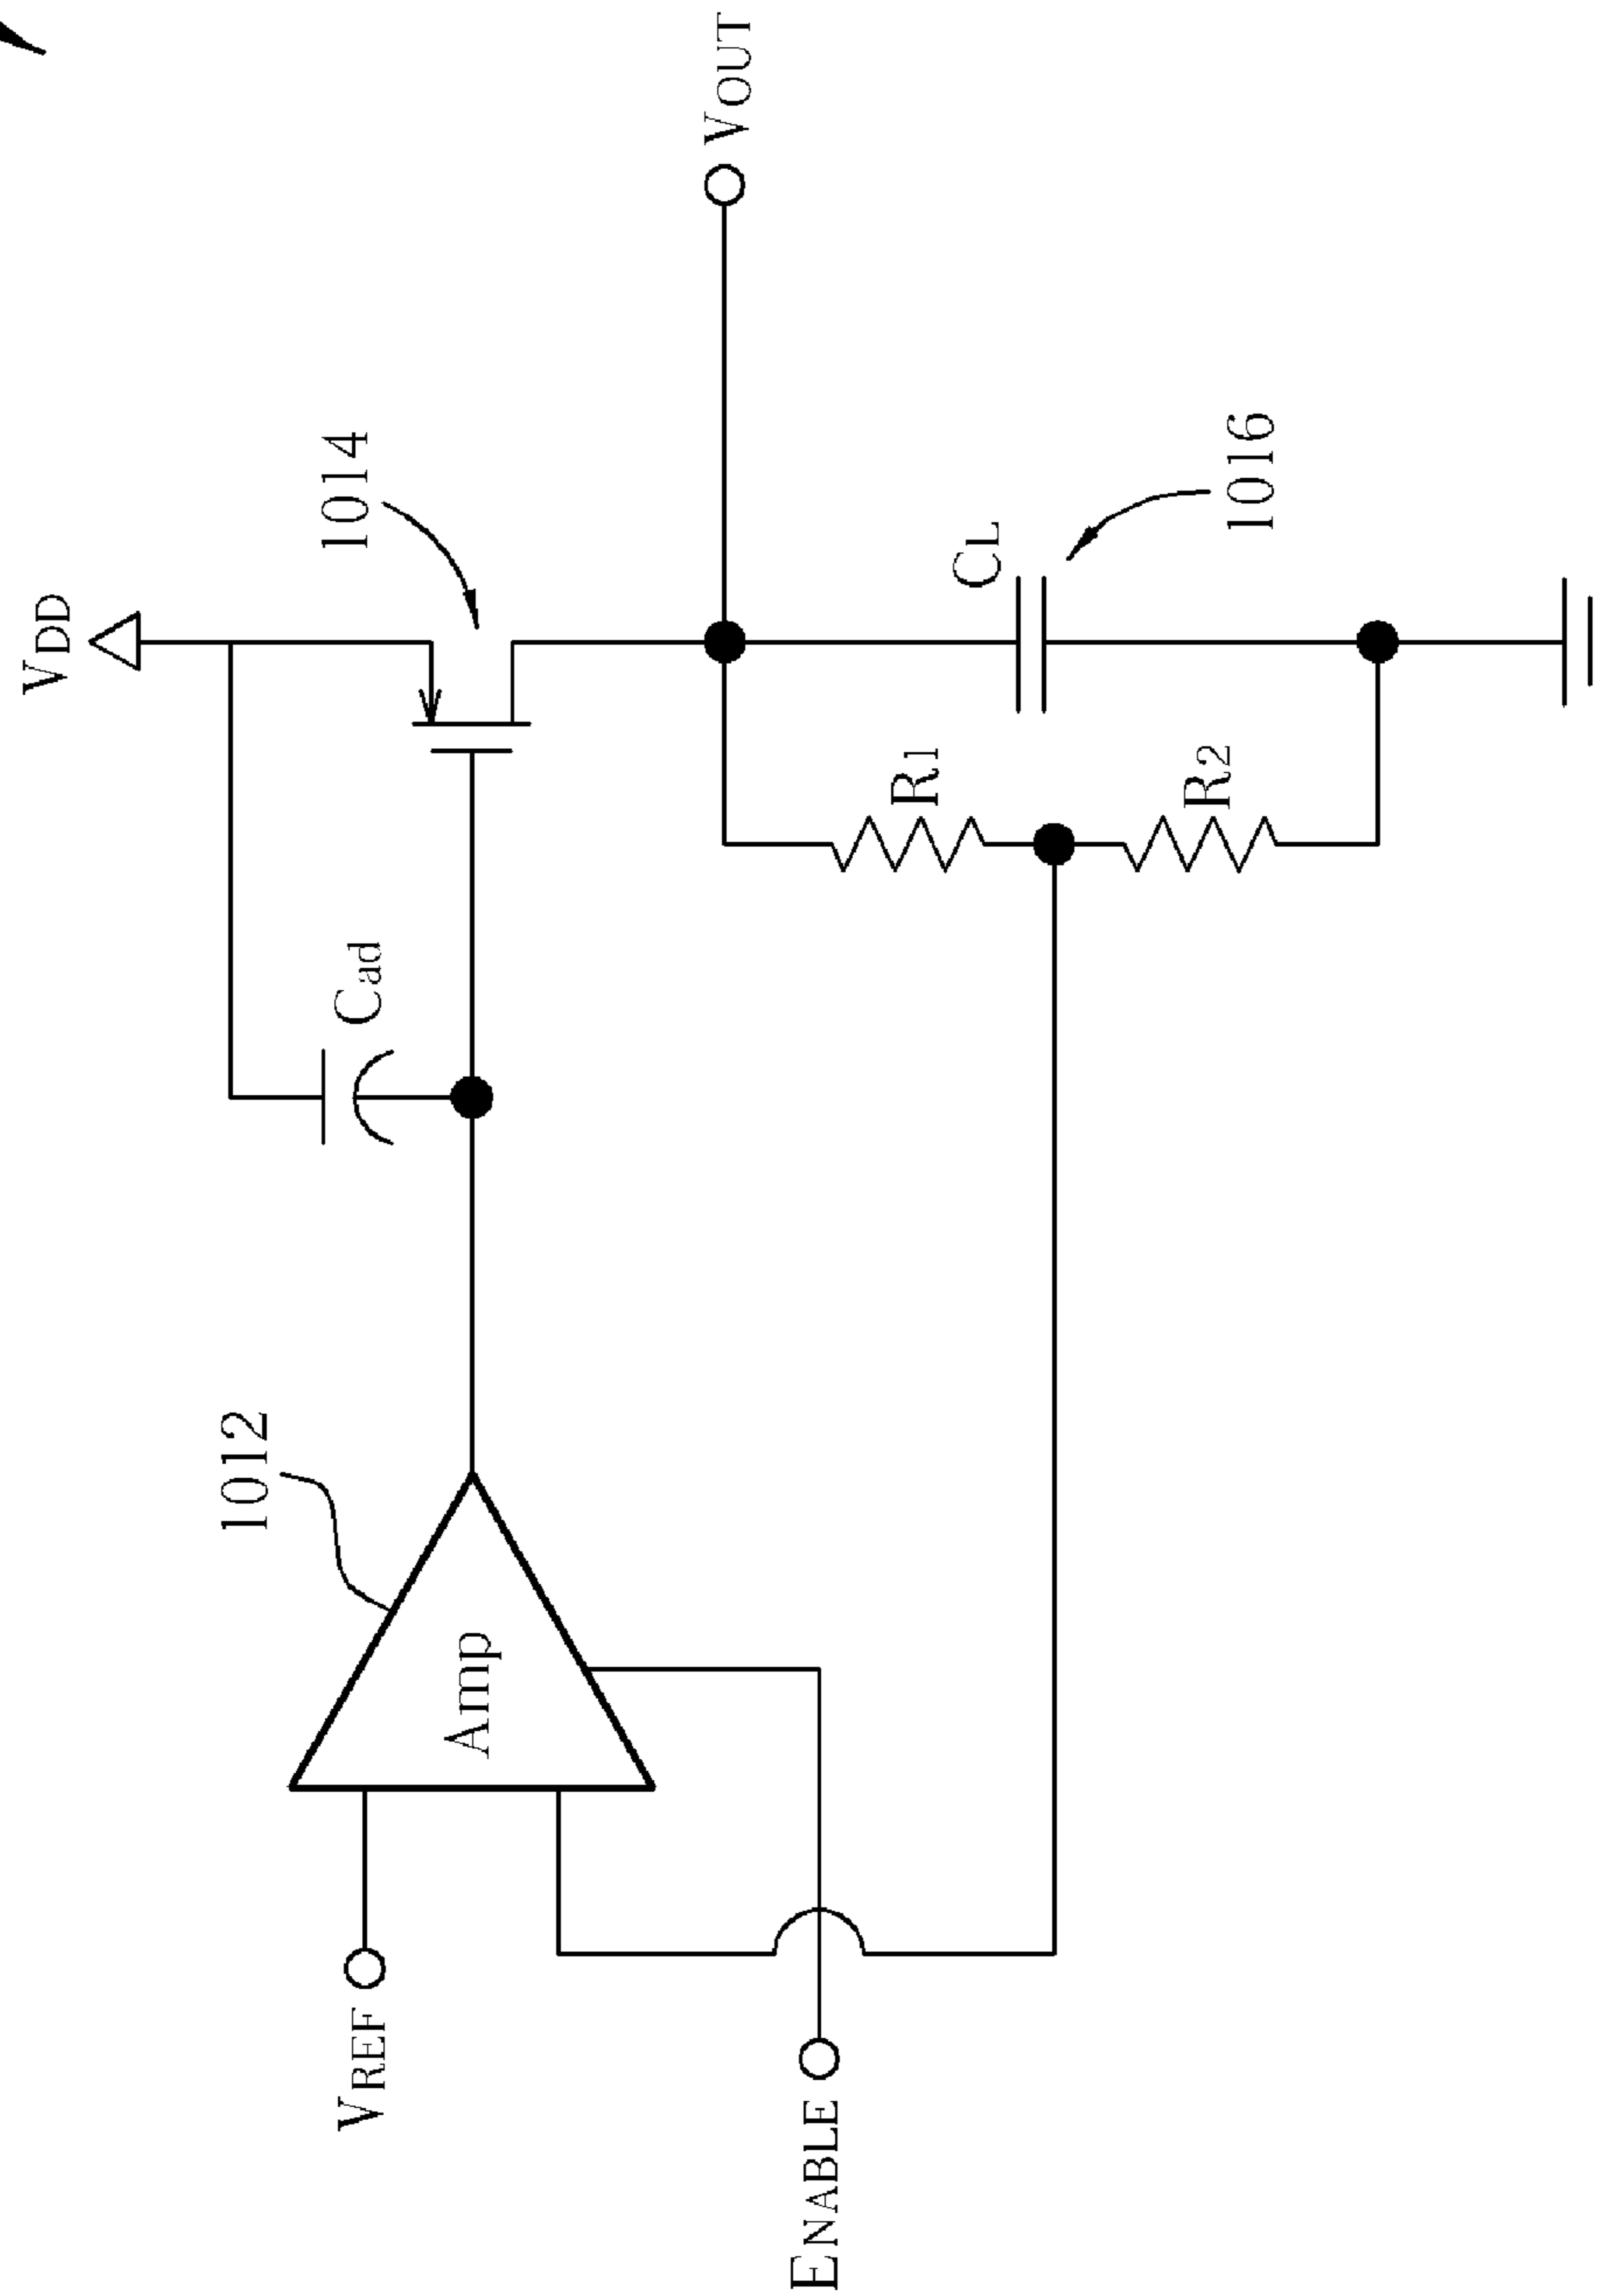 VDD
1014
Cad
1012
Amp
VREF
VOUT
ENABLE
R1
CL
R2
1016